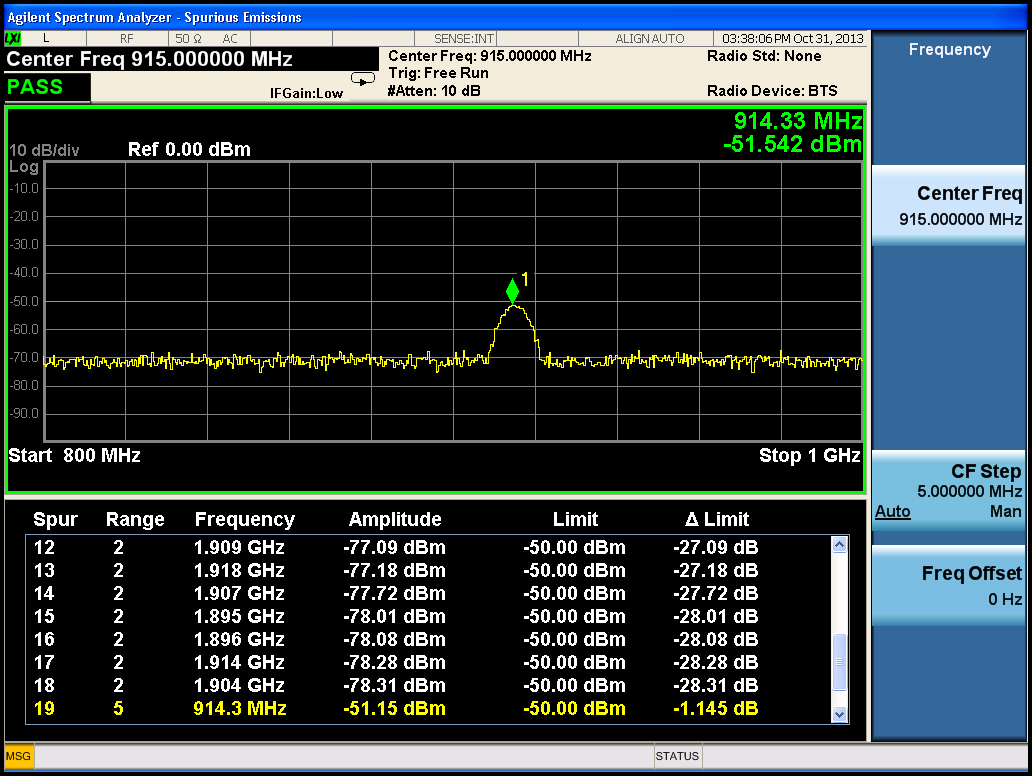 Agilent Spectrum Analyzer - Spurious Emissions
LXI L RF 50 Ω AC SENSE:INT ALIGN AUTO 03:38:06 PM Oct 31, 2013
Center Freq 915.000000 MHz
PASS
IFGain:Low
Center Freq: 915.000000 MHz
Trig: Free Run
#Atten: 10 dB
Radio Std: None
Radio Device: BTS
914.33 MHz
-51.542 dBm
10 dB/div
Log
Ref 0.00 dBm
-10.0
-20.0
-30.0
-40.0
-50.0
-60.0
-70.0
-80.0
-90.0
1
Start 800 MHz
Stop 1 GHz
Spur Range Frequency Amplitude Limit Δ Limit
12 2 1.909 GHz -77.09 dBm -50.00 dBm -27.09 dB
13 2 1.918 GHz -77.18 dBm -50.00 dBm -27.18 dB
14 2 1.907 GHz -77.72 dBm -50.00 dBm -27.72 dB
15 2 1.895 GHz -78.01 dBm -50.00 dBm -28.01 dB
16 2 1.896 GHz -78.08 dBm -50.00 dBm -28.08 dB
17 2 1.914 GHz -78.28 dBm -50.00 dBm -28.28 dB
18 2 1.904 GHz -78.31 dBm -50.00 dBm -28.31 dB
19 5 914.3 MHz -51.15 dBm -50.00 dBm -1.145 dB
Frequency
Center Freq
915.000000 MHz
CF Step
5.000000 MHz
Auto Man
Freq Offset
0 Hz
MSG
STATUS